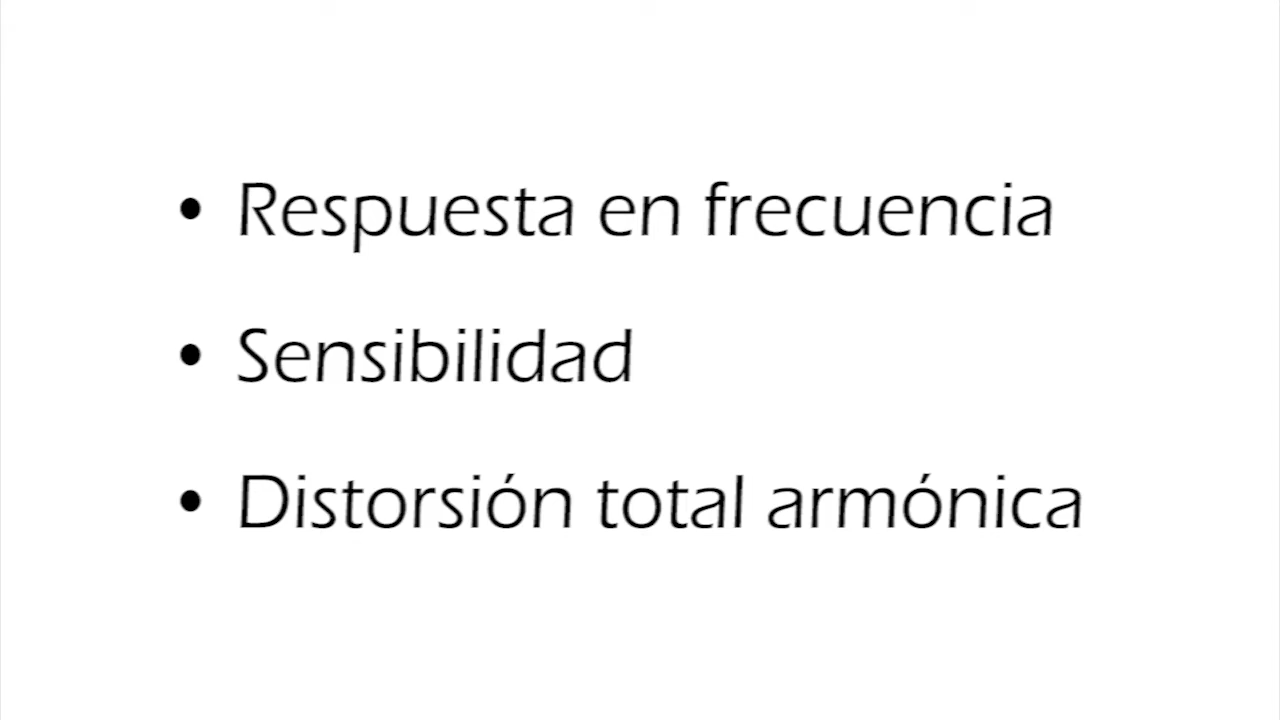 • Respuesta en frecuencia
• Sensibilidad
• Distorsión total armónica